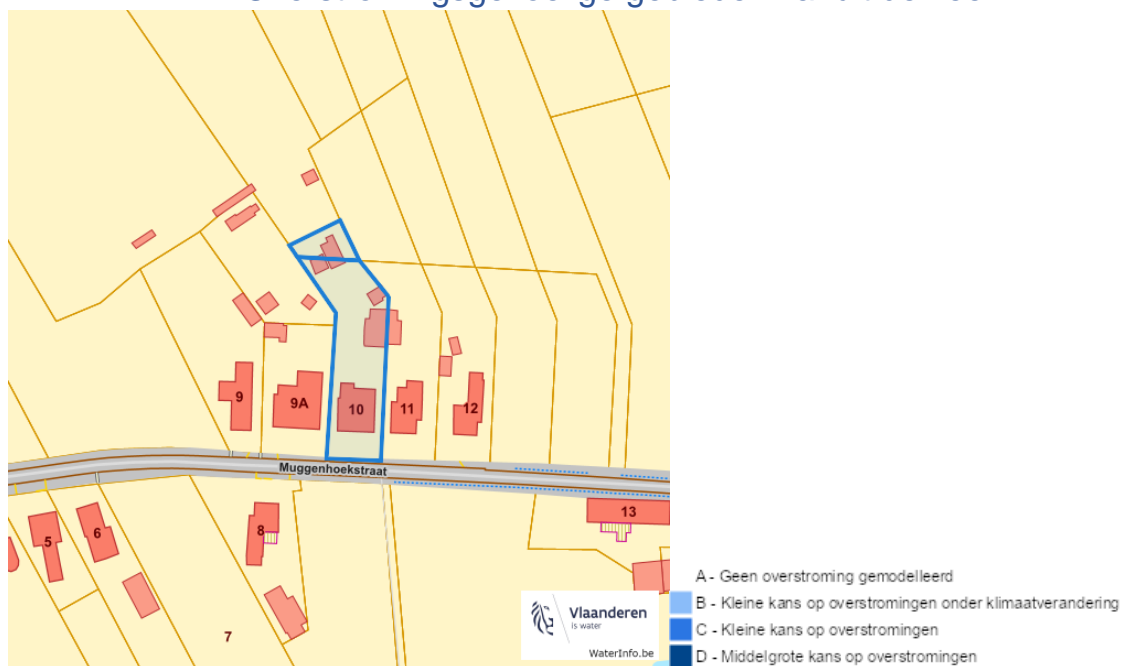 9
9A
10
11
12
Muggenhoekstraat
13
8
6
5
7
Vlaanderen
is water
WaterInfo.be
A - Geen overstroming gemodelleerd
B - Kleine kans op overstromingen onder klimaatverandering
C - Kleine kans op overstromingen
D - Middelgrote kans op overstromingen